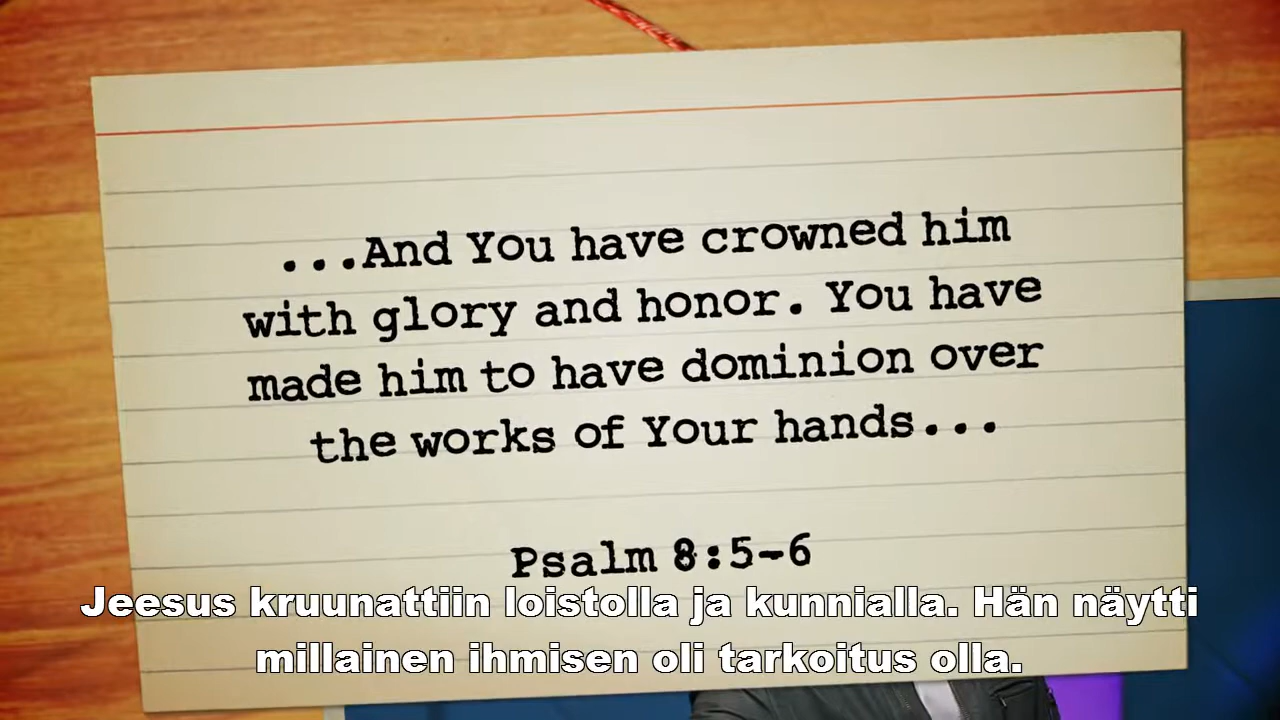 ...And You have crowned him
with glory and honor. You have
made him to have dominion over
the works of Your hands...
Psalm 8:5-6
Jeesus kruunattiin loistolla ja kunnialla. Hän näytti
millainen ihmisen oli tarkoitus olla.